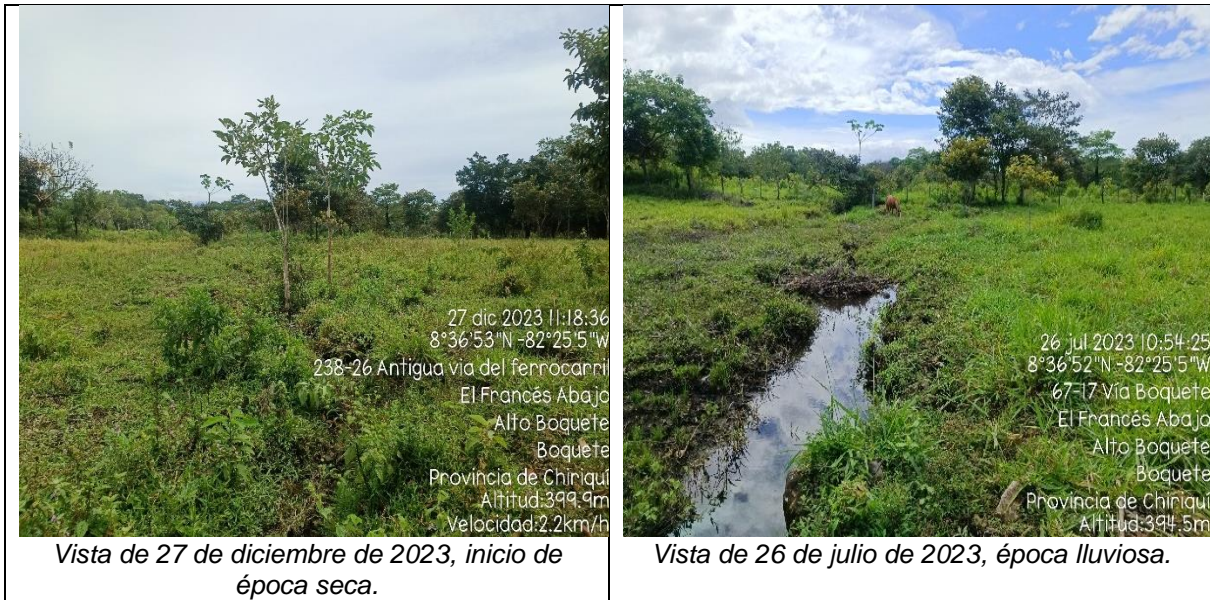 27 dic 2023 11:18:36
8°36'53"N -82°25'5"W
238-26 Antigua via del ferrocarril
El Francés Abajo
Alto Boquete
Boquete
Provincia de Chiriquí
Altitud:399.9m
Velocidad:2.2km/h
Vista de 27 de diciembre de 2023, inicio de
época seca.
26 jul 2023 10:54:25
8°36'52"N -82°25'5"W
67-17 Vía Boquete
El Francés Abajo
Alto Boquete
Boquete
Provincia de Chiriquí
Altitud:394.5m
Vista de 26 de julio de 2023, época lluviosa.